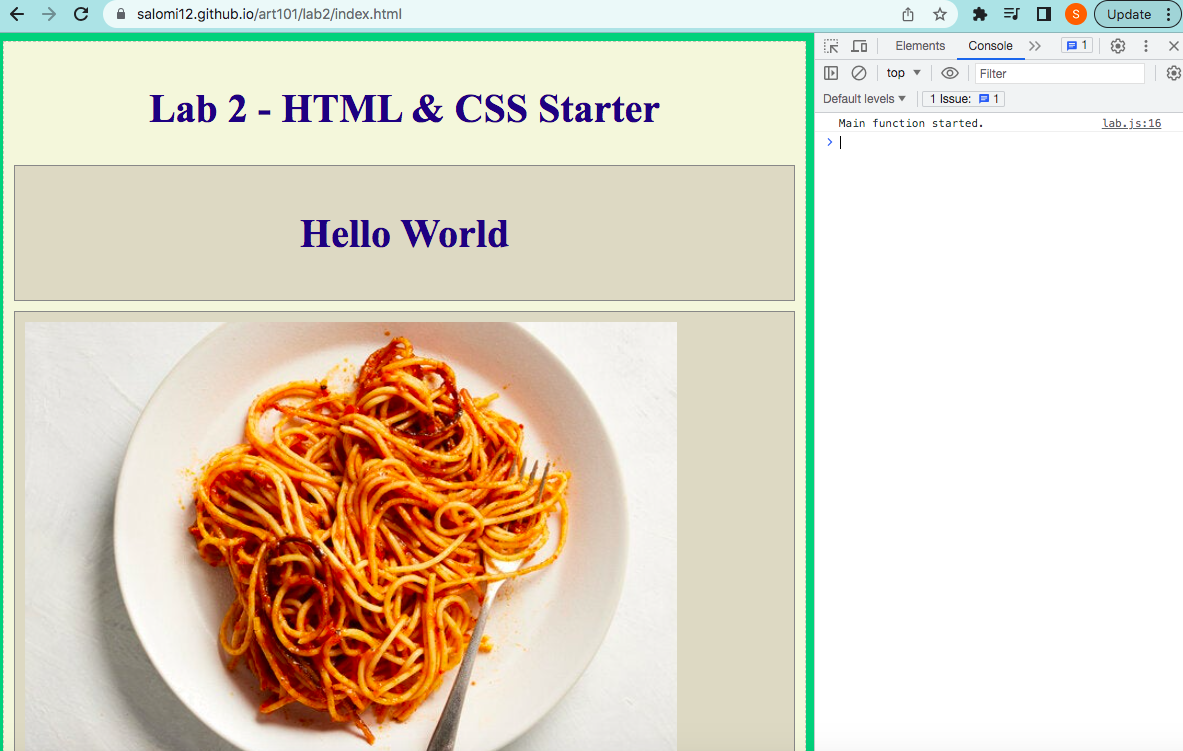 salomi12.github.io/art101/lab2/index.html
S
Update
Elements
Console
1
top
Filter
Default levels
1 Issue:
1
Lab 2 - HTML & CSS Starter
Main function started.
lab.js:16
Hello World